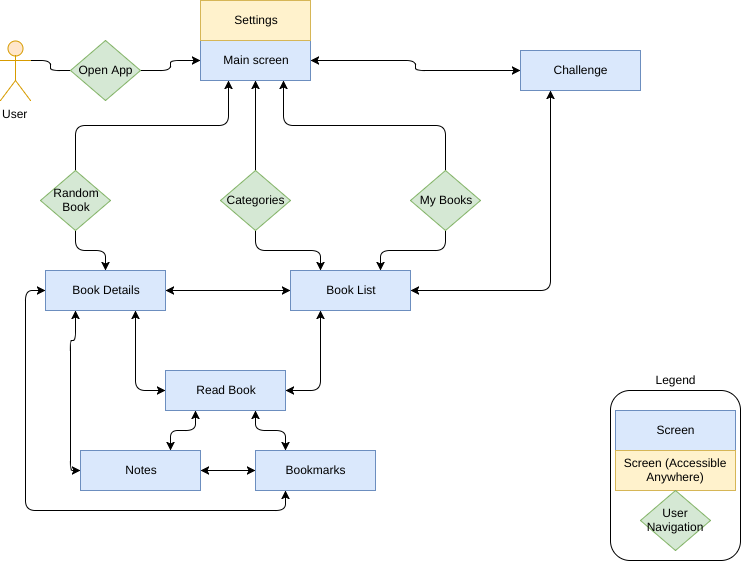 Settings
Main screen
Open App
User
Challenge
Random
Book
Categories
My Books
Book Details
Book List
Read Book
Notes
Bookmarks
Legend
Screen
Screen (Accessible
Anywhere)
User
Navigation